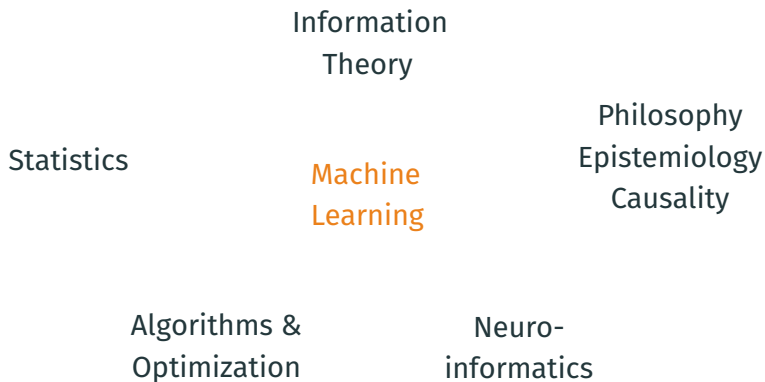 Information
Theory
Philosophy
Epistemiology
Causality
Statistics
Machine
Learning
Algorithms &
Optimization
Neuro-
informatics